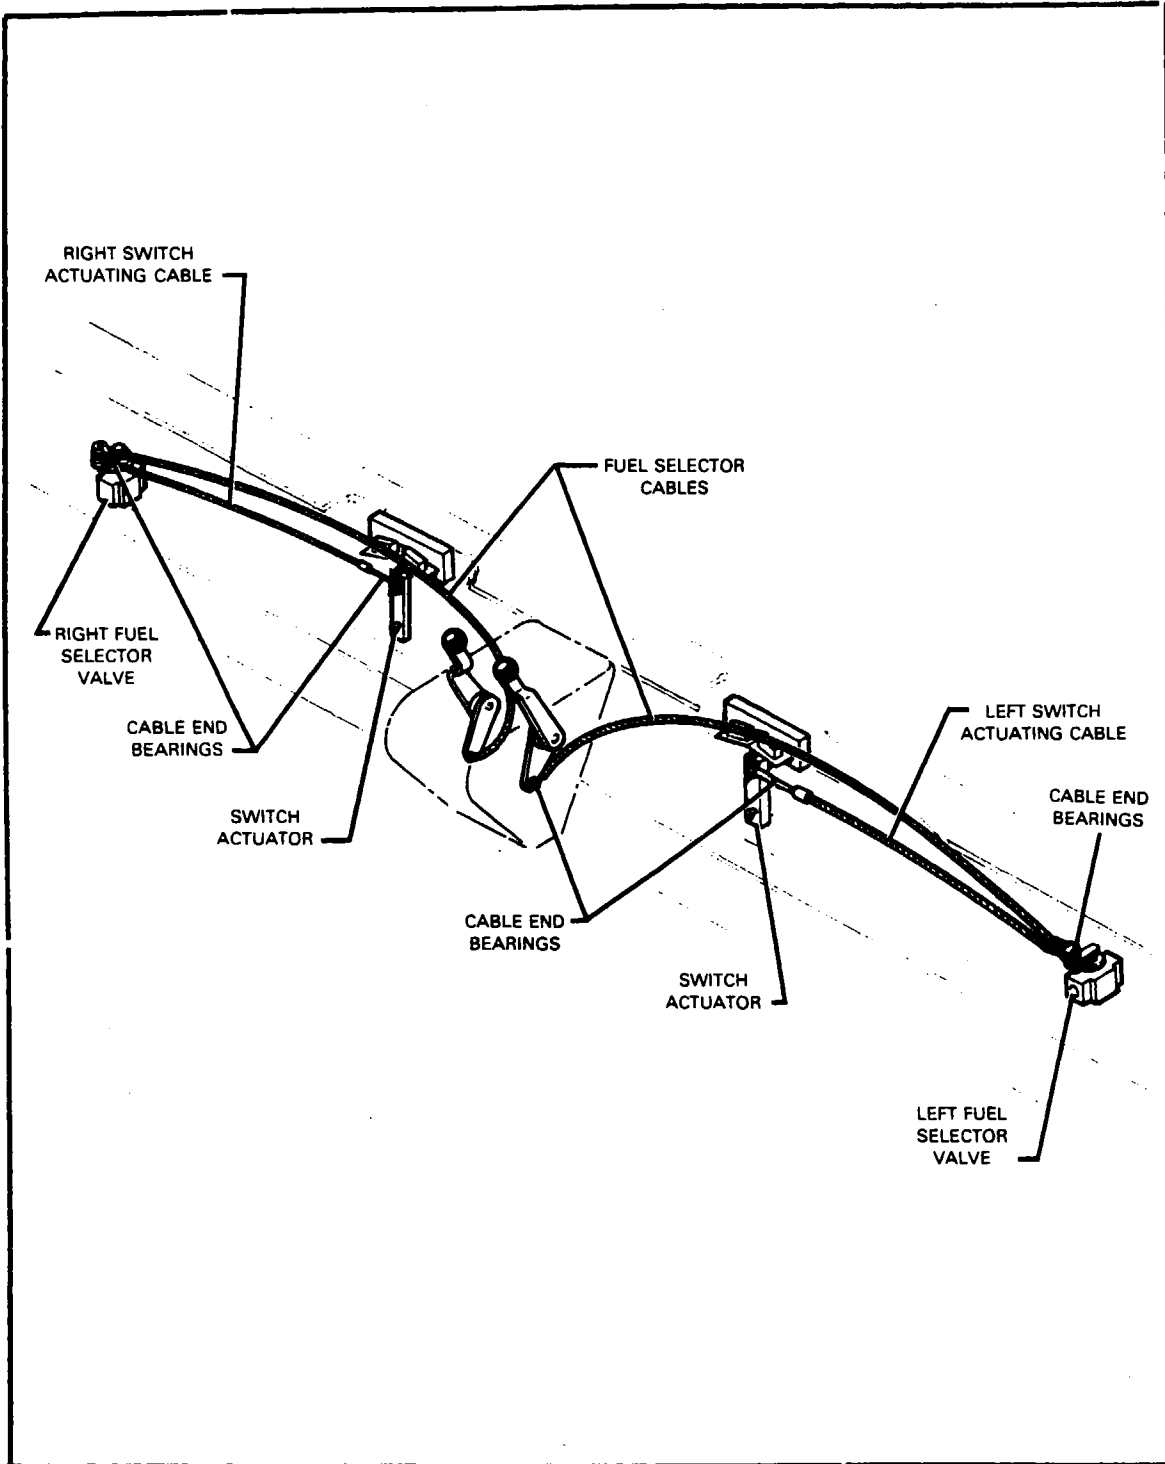 RIGHT SWITCH
ACTUATING CABLE
FUEL SELECTOR
CABLES
RIGHT FUEL
SELECTOR
VALVE
CABLE END
BEARINGS
LEFT SWITCH
ACTUATING CABLE
CABLE END
BEARINGS
SWITCH
ACTUATOR
CABLE END
BEARINGS
SWITCH
ACTUATOR
LEFT FUEL
SELECTOR
VALVE